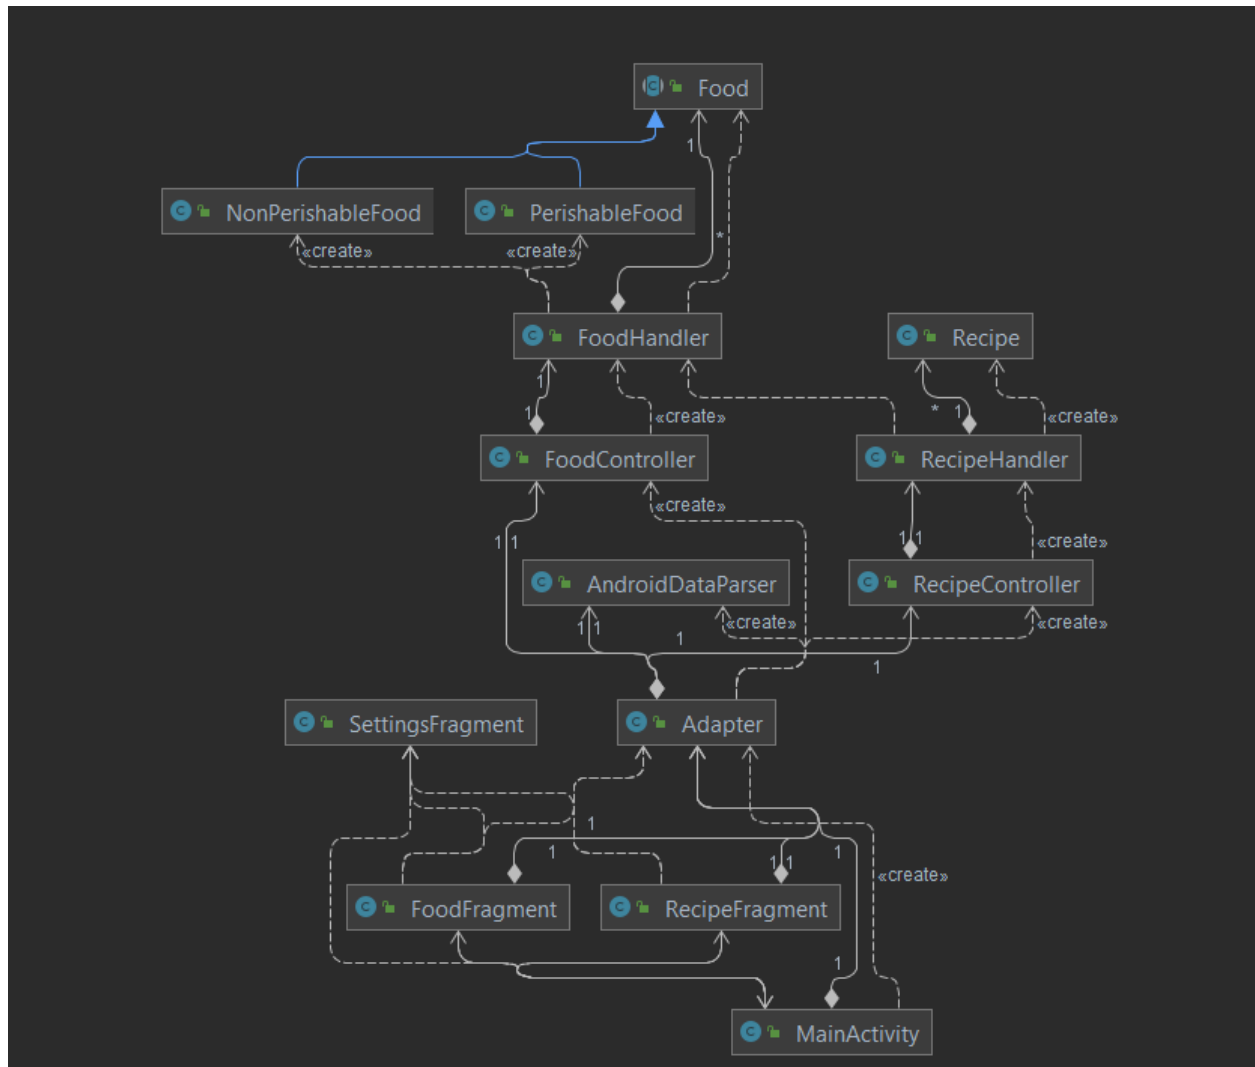 Food
1
NonPerishableFood
PerishableFood
*
«create»
«create»
FoodHandler
Recipe
1
1
*
1
«create»
«create»
FoodController
RecipeHandler
«create»
1 1
1 1
«create»
AndroidDataParser
RecipeController
1 1
«create»
«create»
1
1
SettingsFragment
Adapter
1
1
1 1
1
«create»
FoodFragment
RecipeFragment
1
MainActivity